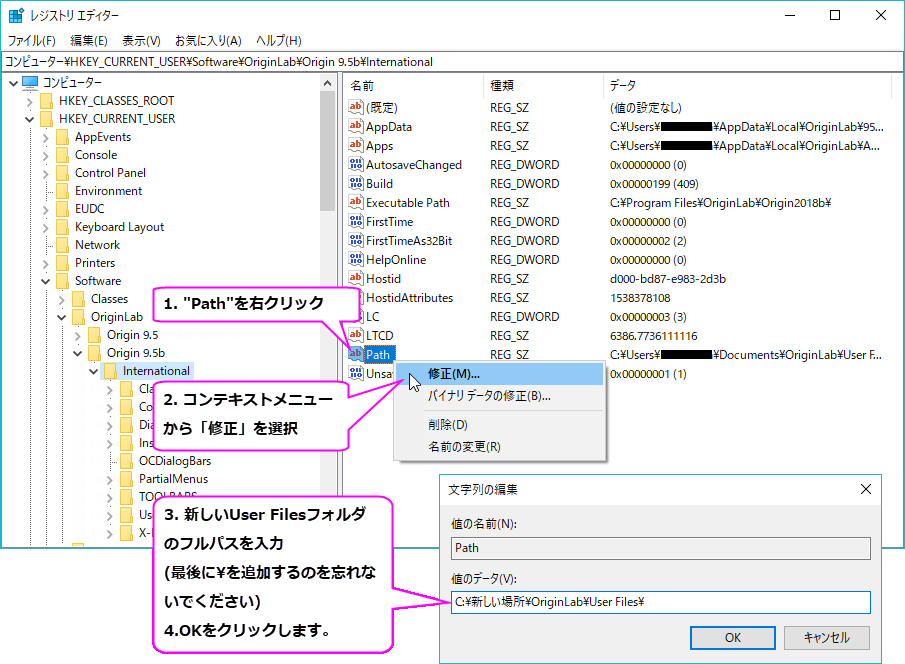 レジストリ エディター
ファイル(F) 編集(E) 表示(V) お気に入り(A) ヘルプ(H)
コンピューター¥HKEY_CURRENT_USER¥Software¥OriginLab¥Origin 9.5b¥International
コンピューター
HKEY_CLASSES_ROOT
HKEY_CURRENT_USER
AppEvents
Console
Control Panel
Environment
EUDC
Keyboard Layout
Network
Printers
Software
Classes
OriginLab
Origin 9.5
Origin 9.5b
International
Cla
Co
Dia
Ins
OCDialogBars
PartialMenus
TOOLBARS
Us
X-
名前 種類 データ
(既定) REG_SZ (値の設定なし)
AppData REG_SZ C:¥Users¥ ¥AppData¥Local¥OriginLab¥95...
Apps REG_SZ C:¥Users¥ ¥AppData¥Local¥OriginLab¥A...
AutosaveChanged REG_DWORD 0x00000000 (0)
Build REG_DWORD 0x00000199 (409)
Executable Path REG_SZ C:¥Program Files¥OriginLab¥Origin2018b¥
FirstTime REG_DWORD 0x00000000 (0)
FirstTimeAs32Bit REG_DWORD 0x00000002 (2)
HelpOnline REG_DWORD 0x00000000 (0)
Hostid REG_SZ d000-bd87-e983-2d3b
HostidAttributes REG_SZ 1538378108
LC REG_DWORD 0x00000003 (3)
LTCD REG_SZ 6386.7736111116
Path REG_SZ C:¥Users¥ ¥Documents¥OriginLab¥User F...
Unsa 0x00000001 (1)
1. "Path"を右クリック
2. コンテキストメニュー
から「修正」を選択
修正(M)...
バイナリ データの修正(B)...
削除(D)
名前の変更(R)
3. 新しいUser Filesフォルダ
のフルパスを入力
(最後に¥を追加するのを忘れな
いでください)
4.OKをクリックします。
文字列の編集
値の名前(N):
Path
値のデータ(V):
C:¥新しい場所¥OriginLab¥User Files¥
OK キャンセル